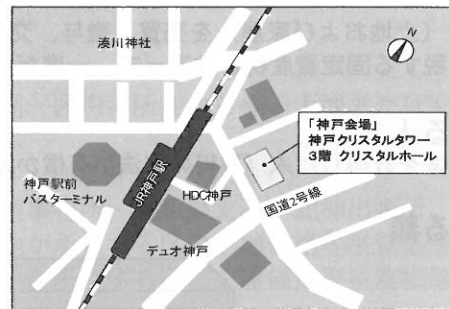 湊川神社
N
「神戸会場」
神戸クリスタルタワー
3階 クリスタルホール
JR神戸駅
神戸駅前
バスターミナル
HDC神戸
国道2号線
デュオ神戸